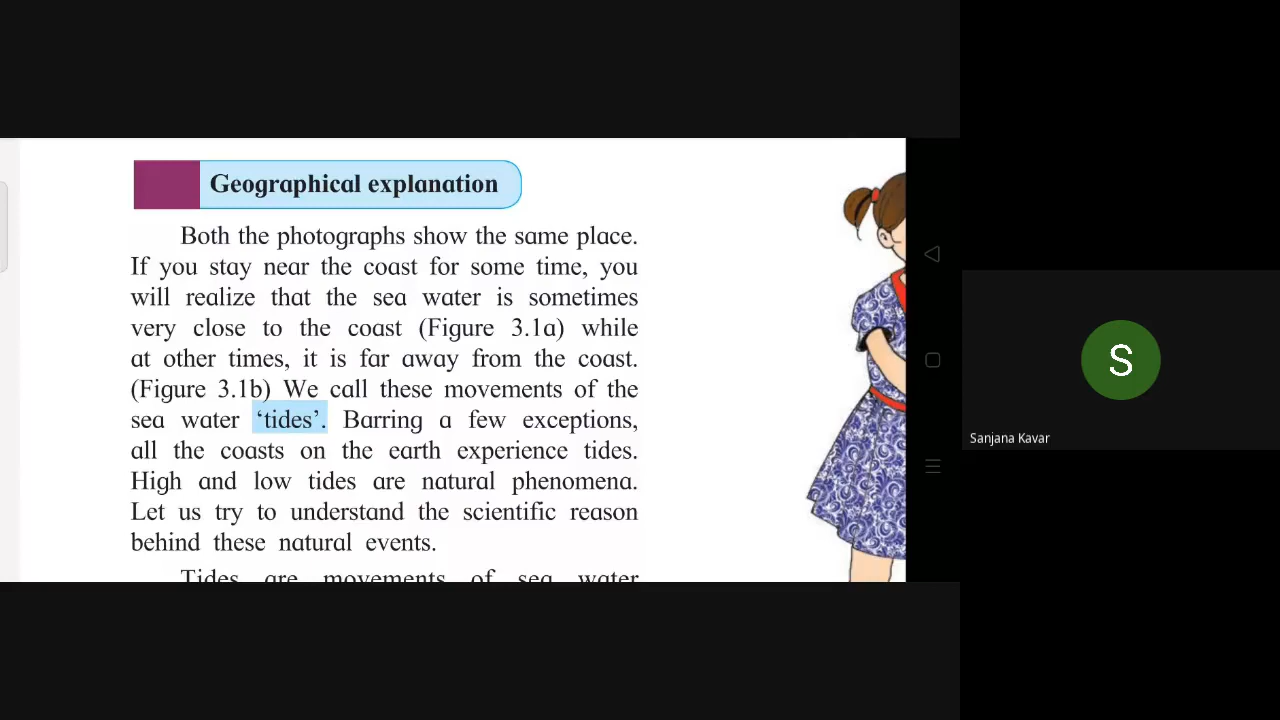 Geographical explanation
Both the photographs show the same place.
If you stay near the coast for some time, you
will realize that the sea water is sometimes
very close to the coast (Figure 3.1a) while
at other times, it is far away from the coast.
(Figure 3.1b) We call these movements of the
sea water ‘tides’. Barring a few exceptions,
all the coasts on the earth experience tides.
High and low tides are natural phenomena.
Let us try to understand the scientific reason
behind these natural events.
Tides are movements of sea water
S
Sanjana Kavar